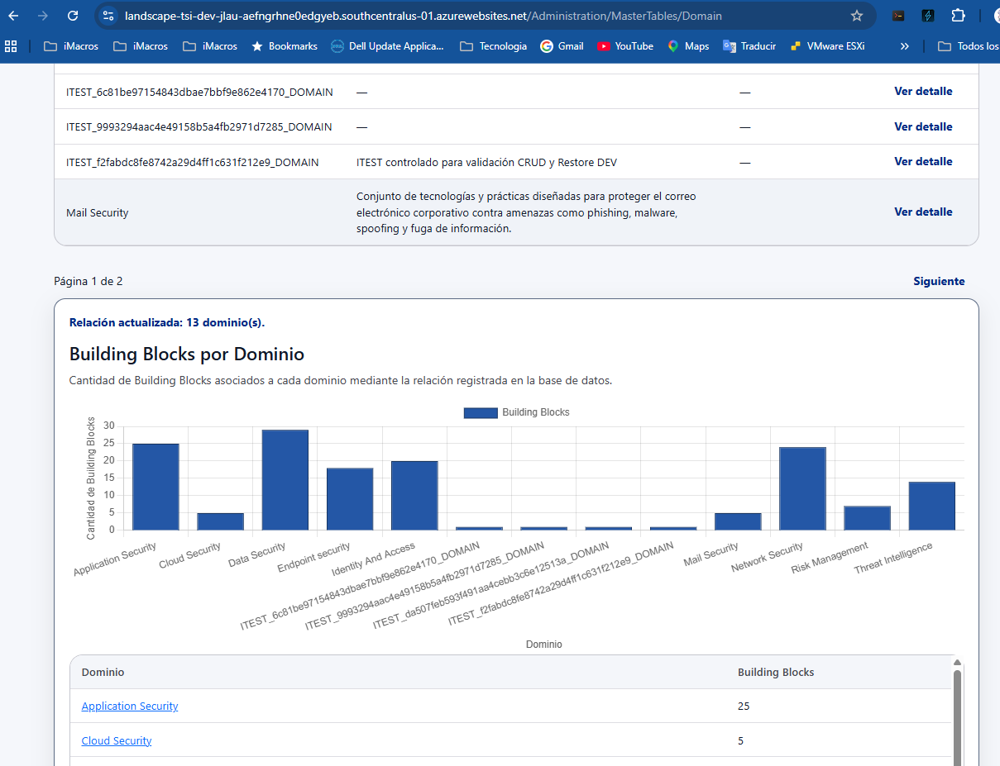 landscape-tsi-dev-jlau-aefngrhne0edgyeb.southcentralus-01.azurewebsites.net/Administration/MasterTables/Domain
iMacros iMacros iMacros Bookmarks Dell Update Applica... Tecnologia Gmail YouTube Maps Traducir VMware ESXi » Todos los
ITEST_6c81be97154843dbae7bbf9e862e4170_DOMAIN — — Ver detalle
ITEST_9993294aac4e49158b5a4fb2971d7285_DOMAIN — — Ver detalle
ITEST_f2fabdc8fe8742a29d4ff1c631f212e9_DOMAIN ITEST controlado para validación CRUD y Restore DEV — Ver detalle
Conjunto de tecnologías y prácticas diseñadas para proteger el correo
Mail Security electrónico corporativo contra amenazas como phishing, malware, Ver detalle
spoofing y fuga de información.
Página 1 de 2 Siguiente
Relación actualizada: 13 dominio(s).
Building Blocks por Dominio
Cantidad de Building Blocks asociados a cada dominio mediante la relación registrada en la base de datos.
Building Blocks
Cantidad de Building Blocks
30
25
20
15
10
5
0
Application Security
Cloud Security
Data Security
Endpoint security
Identity And Access
ITEST_6c81be97154843dbae7bbf9e862e4170_DOMAIN
ITEST_9993294aac4e49158b5a4fb2971d7285_DOMAIN
ITEST_da507feb593f491aa4cebb3c6e12513a_DOMAIN
ITEST_f2fabdc8fe8742a29d4ff1c631f212e9_DOMAIN
Mail Security
Network Security
Risk Management
Threat Intelligence
Dominio
Dominio Building Blocks
Application Security 25
Cloud Security 5